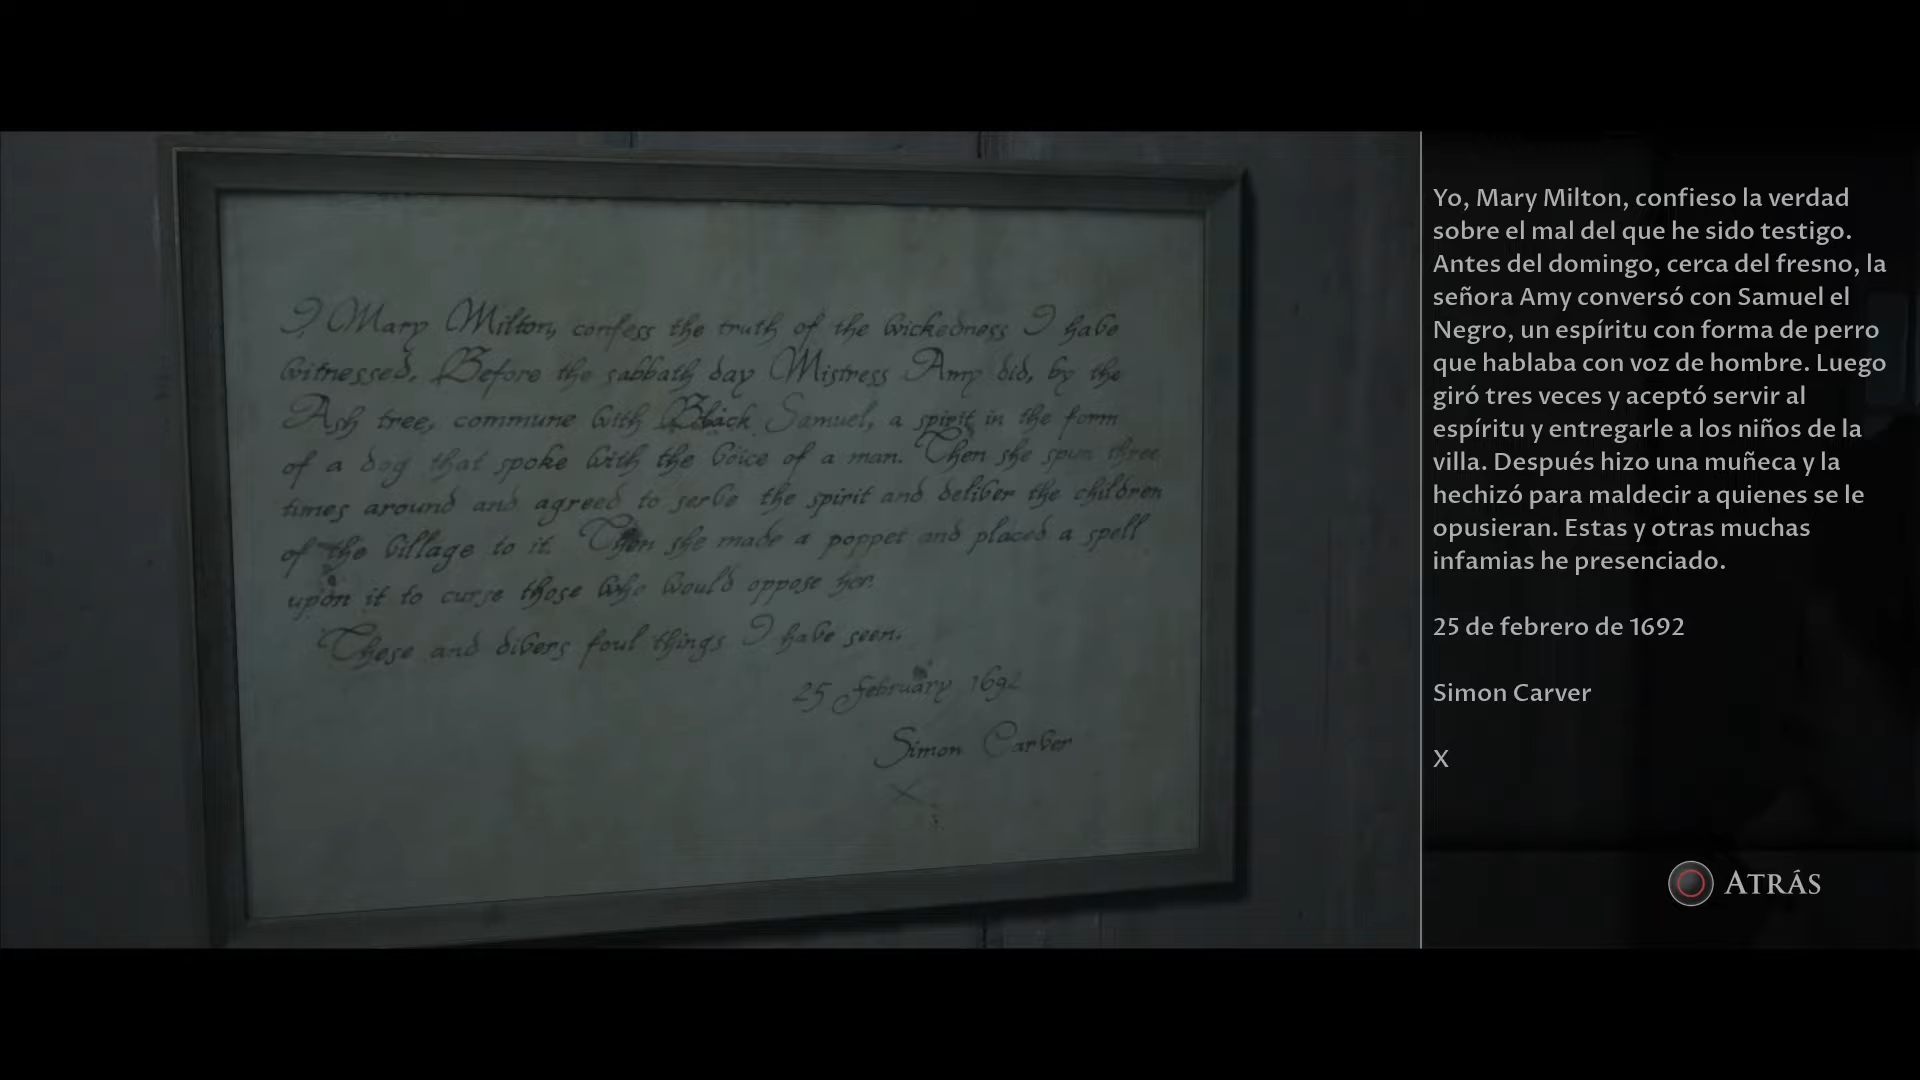 I, Mary Milton, confess the truth of the wickedness I have
witnessed. Before the sabbath day Mistress Amy did, by the
Ash tree, commune with Black Samuel, a spirit in the form
of a dog that spoke with the voice of a man. Then she spun three
times around and agreed to serve the spirit and deliver the children
of the village to it. Then she made a poppet and placed a spell
upon it to curse those who would oppose her.
These and divers foul things I have seen.
25 February 1692
Simon Carver
X
Yo, Mary Milton, confieso la verdad
sobre el mal del que he sido testigo.
Antes del domingo, cerca del fresno, la
señora Amy conversó con Samuel el
Negro, un espíritu con forma de perro
que hablaba con voz de hombre. Luego
giró tres veces y aceptó servir al
espíritu y entregarle a los niños de la
villa. Después hizo una muñeca y la
hechizó para maldecir a quienes se le
opusieran. Estas y otras muchas
infamias he presenciado.
25 de febrero de 1692
Simon Carver
X
ATRÁS